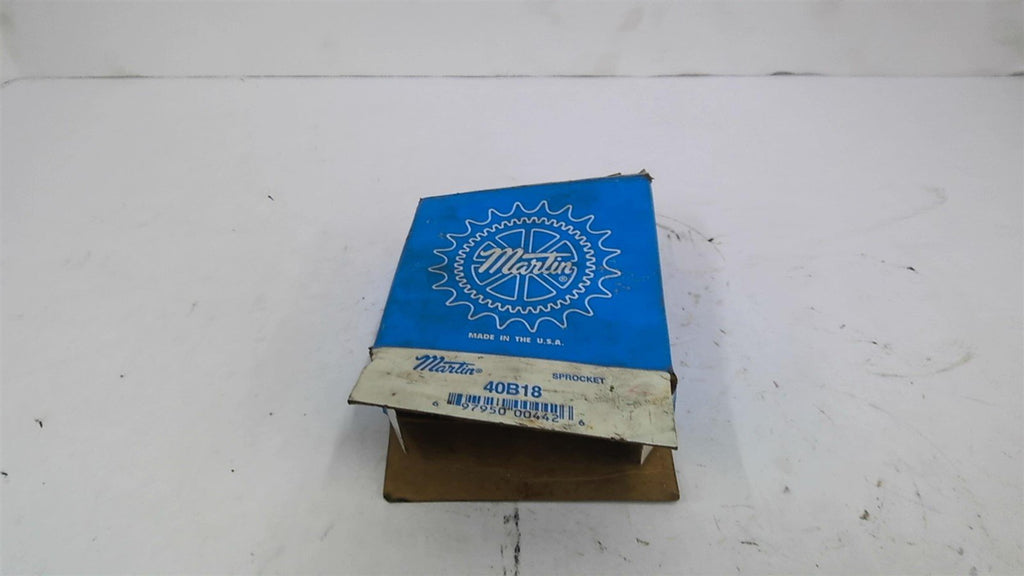 Martin®
MADE IN THE U.S.A.
Martin® SPROCKET
40B18
6 97950 00442 6